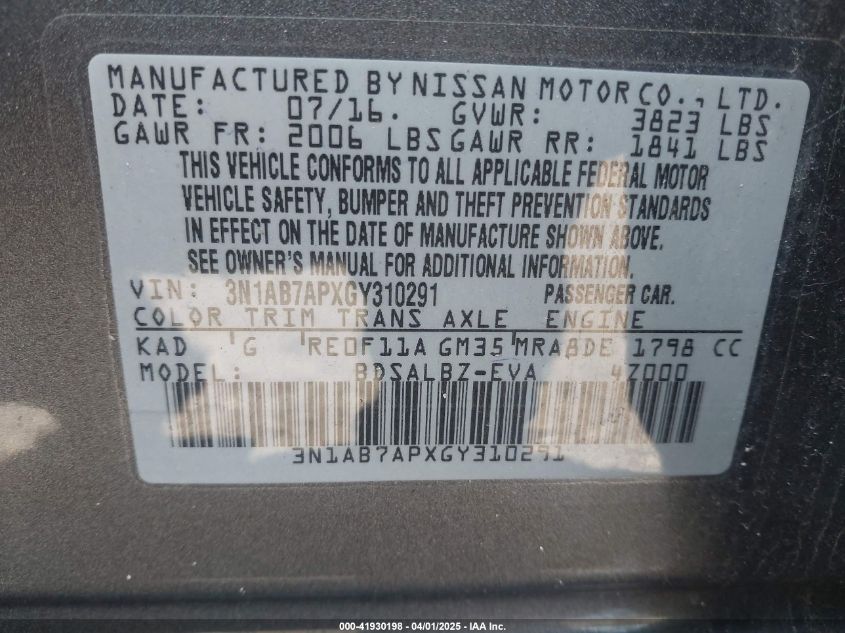 MANUFACTURED BY NISSAN MOTOR CO., LTD.
DATE: 07/16. GVWR: 3823 LBS
GAWR FR: 2006 LBS GAWR RR: 1841 LBS
THIS VEHICLE CONFORMS TO ALL APPLICABLE FEDERAL MOTOR
VEHICLE SAFETY, BUMPER AND THEFT PREVENTION STANDARDS
IN EFFECT ON THE DATE OF MANUFACTURE SHOWN ABOVE.
SEE OWNER'S MANUAL FOR ADDITIONAL INFORMATION.
VIN: 3N1AB7APXGY310291 PASSENGER CAR.
COLOR TRIM TRANS AXLE ENGINE
KAD G RE0F11A GM35 MRA8DE 1798 CC
MODEL: BDSALBZ-EVA 4Z000
3N1AB7APXGY310291
000-41930198 - 04/01/2025 - IAA Inc.